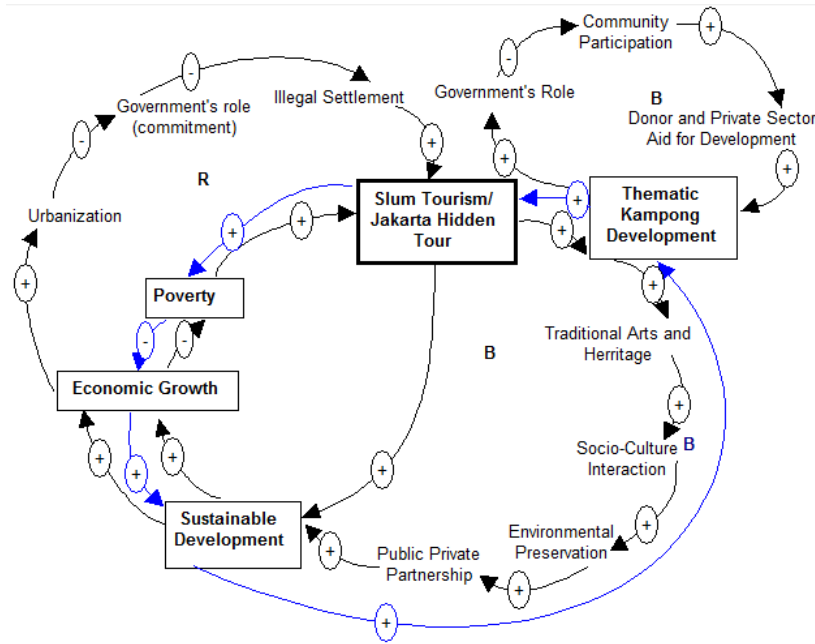 Community
Participation
+
-
-
Government's role
(commitment)
Illegal Settlement
Government's Role
B
Donor and Private Sector
Aid for Development
-
+
+
+
R
Slum Tourism/
Jakarta Hidden
Tour
+
Thematic
Kampong
Development
Urbanization
+
+
+
+
+
Poverty
Traditional Arts and
Herritage
-
-
B
Economic Growth
+
Socio-Culture
Interaction
B
+
+
+
+
Sustainable
Development
+
Environmental
Preservation
+
Public Private
Partnership
+
+